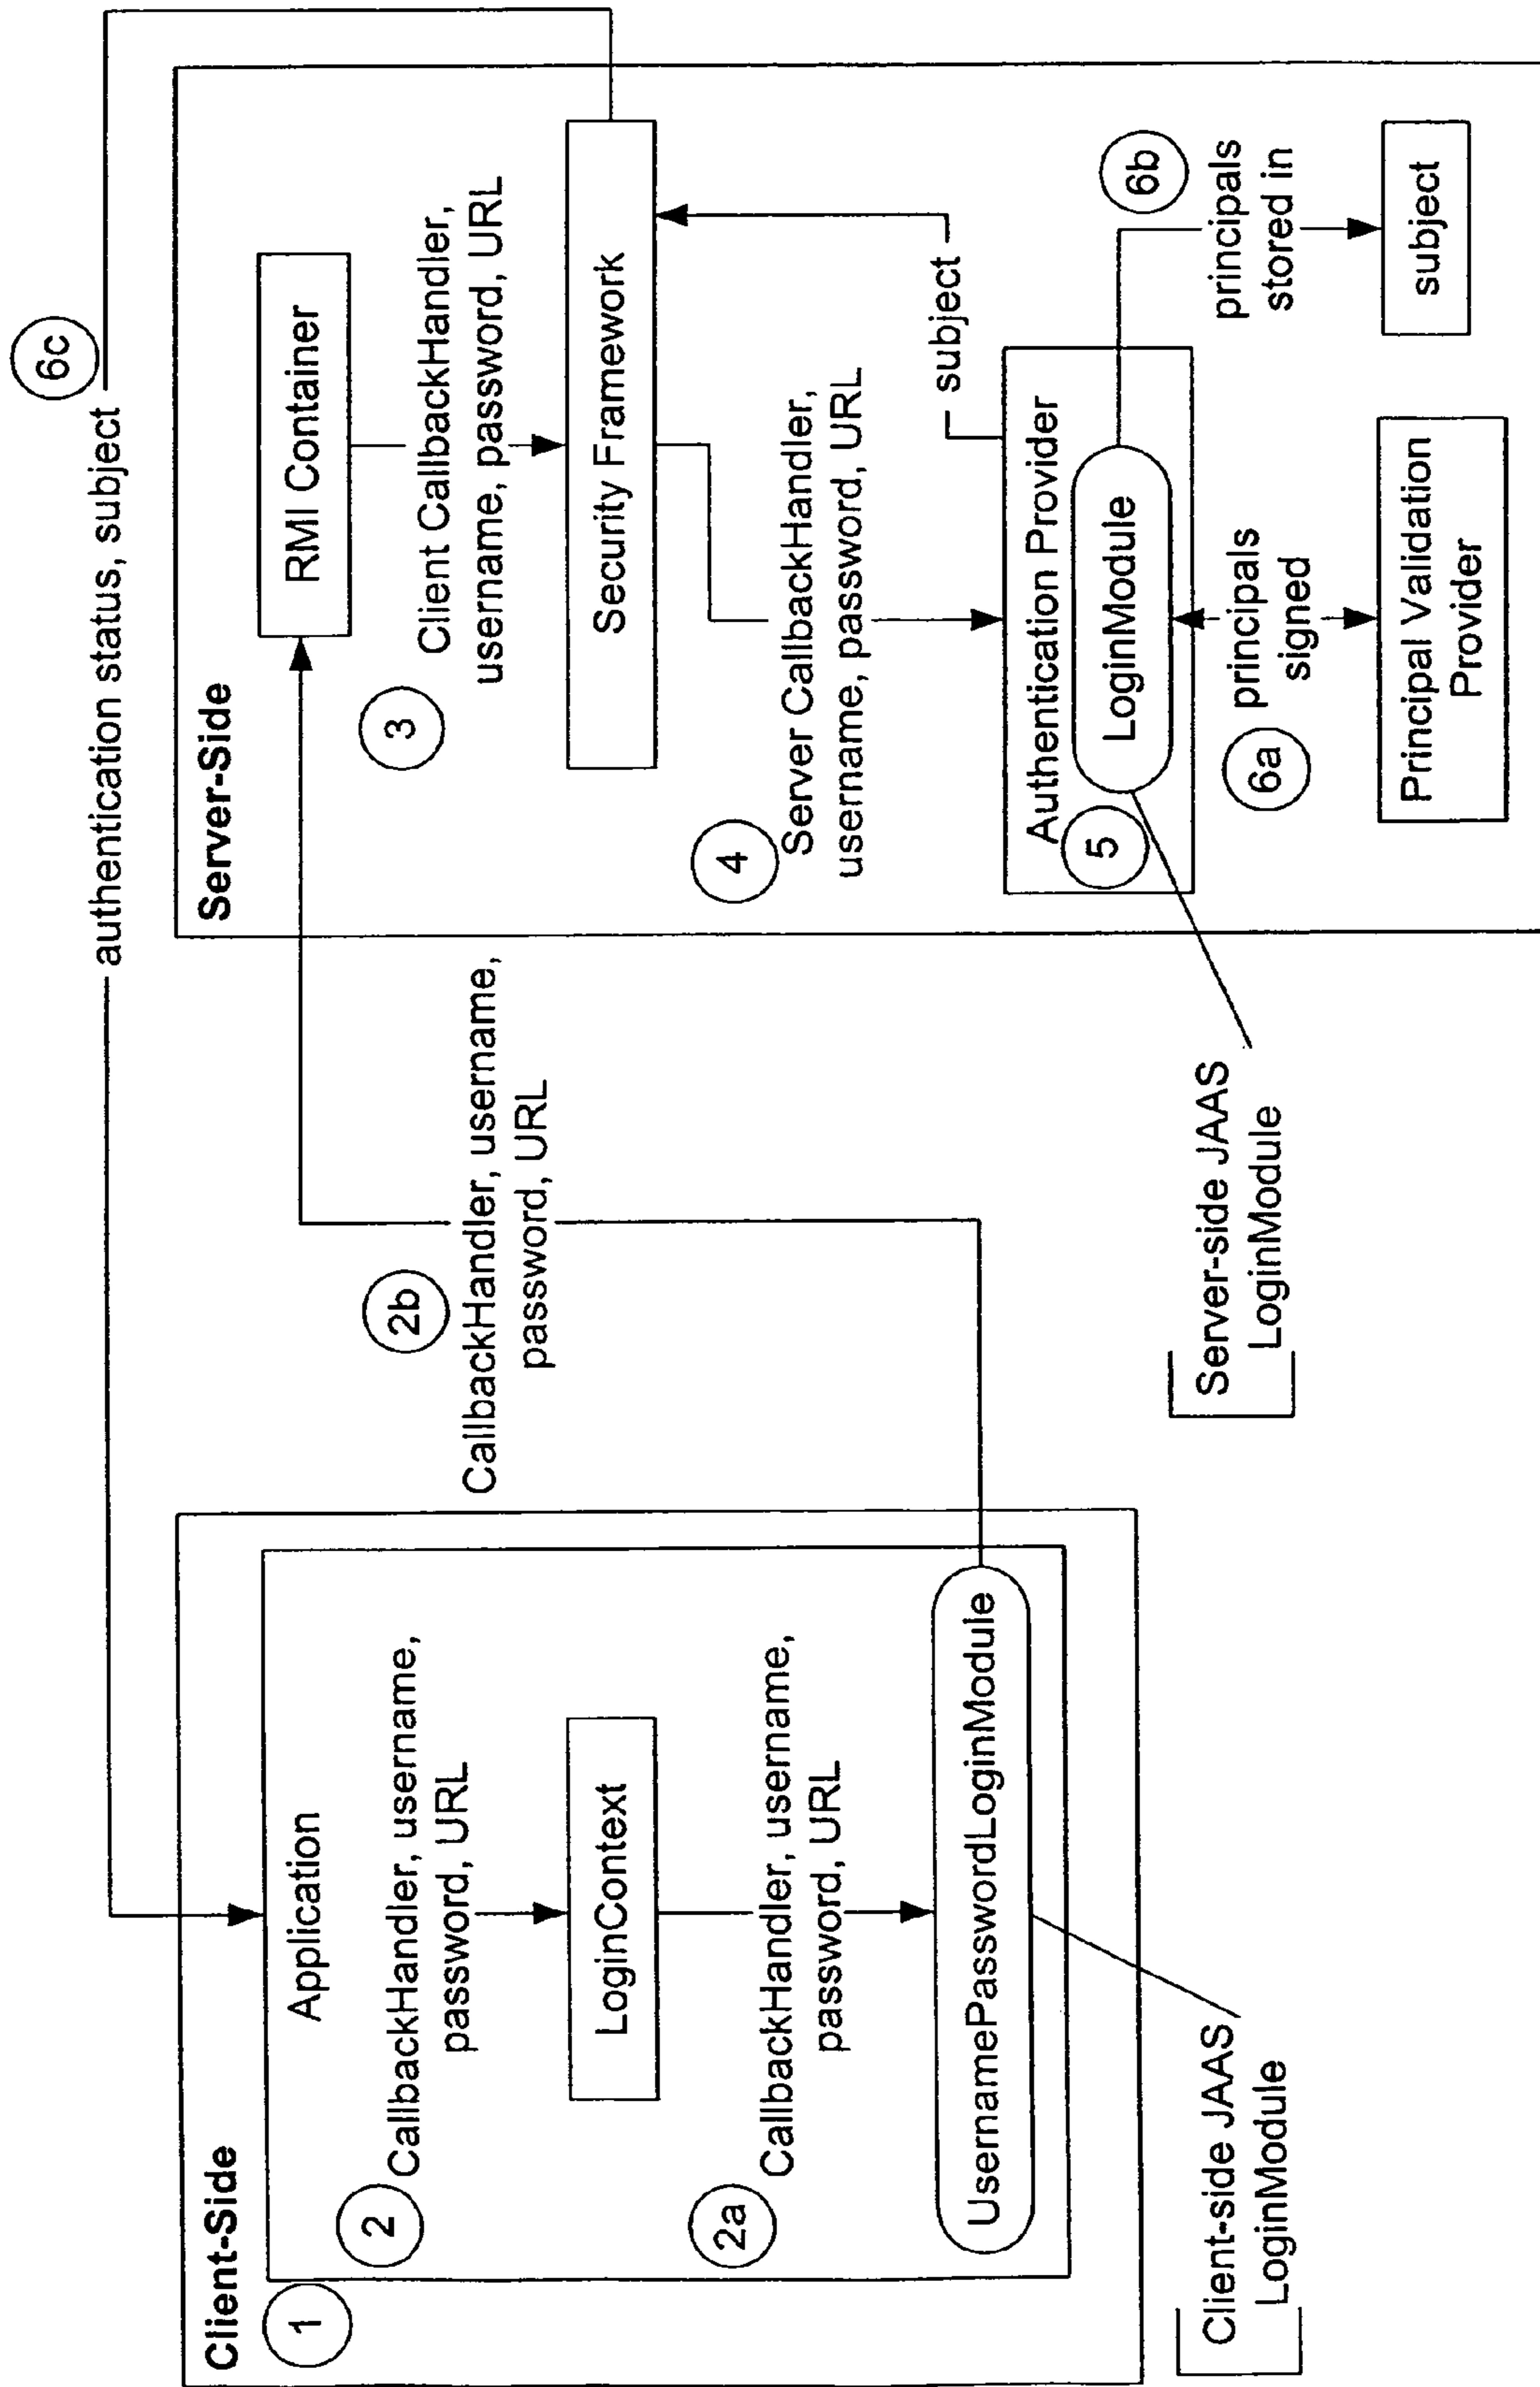 authentication status, subject
6c
Client-Side
1
Application
2
CallbackHandler, username,
password, URL
LoginContext
2a
CallbackHandler, username,
password, URL
UsernamePasswordLoginModule
Client-side JAAS
LoginModule
2b
CallbackHandler, username,
password, URL
Server-Side
RMI Container
3
Client CallbackHandler,
username, password, URL
Security Framework
4
Server CallbackHandler,
username, password, URL
subject
Authentication Provider
5
LoginModule
6a
principals
signed
6b
principals
stored in
Principal Validation
Provider
subject
Server-side JAAS
LoginModule